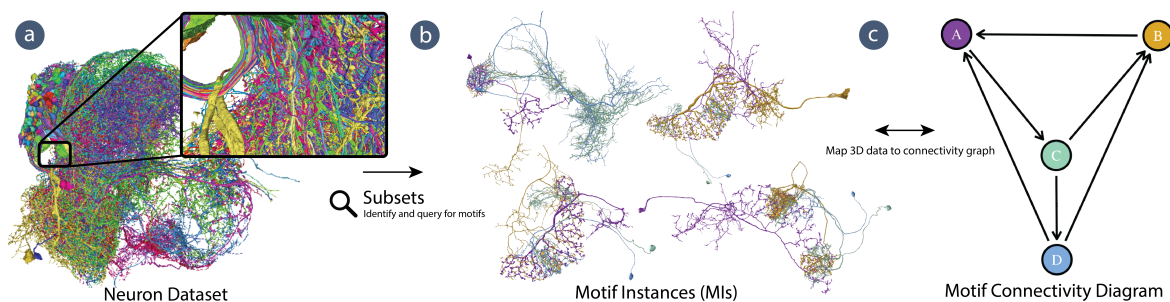 a
b
c
A
B
C
D
Map 3D data to connectivity graph
Subsets
Identify and query for motifs
Neuron Dataset
Motif Instances (MIs)
Motif Connectivity Diagram